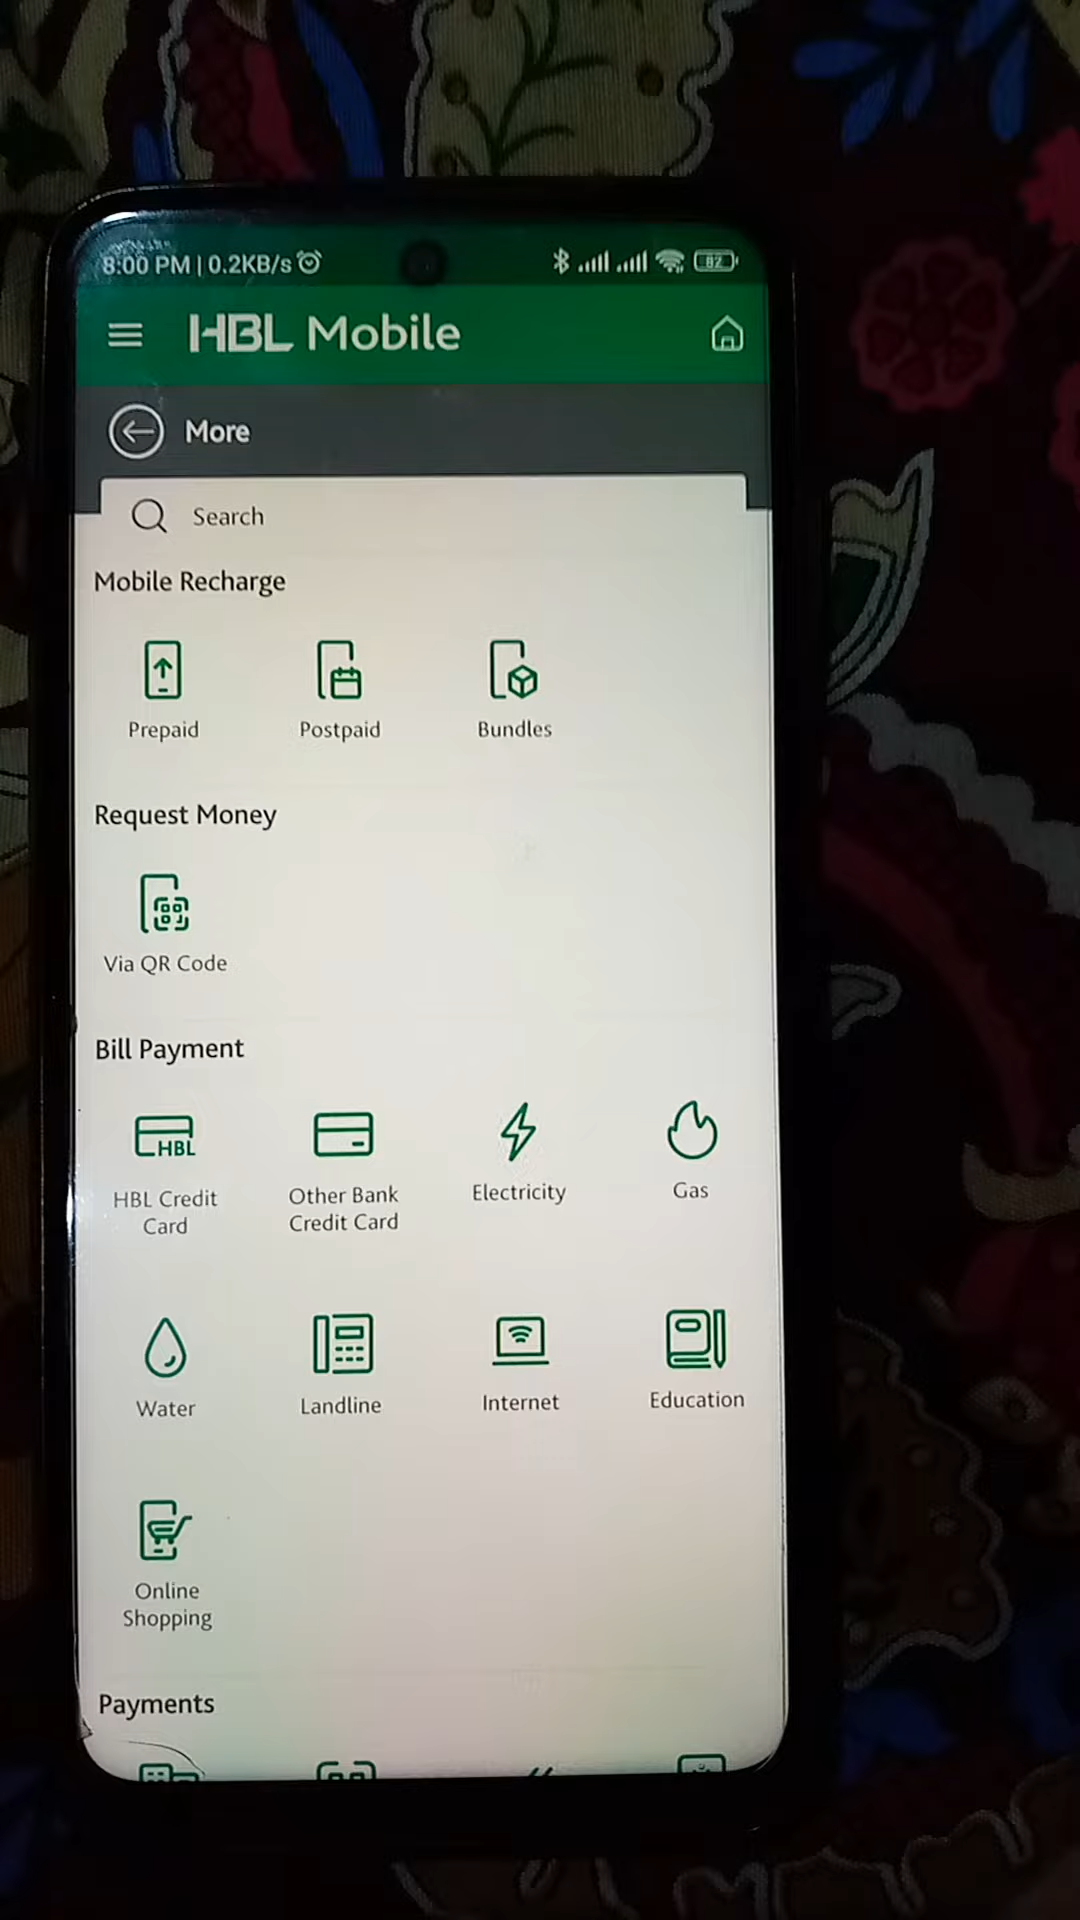 8:00 PM | 0.2KB/s
82
HBL Mobile
More
Search
Mobile Recharge
Prepaid
Postpaid
Bundles
Request Money
Via QR Code
Bill Payment
HBL
HBL Credit
Card
Other Bank
Credit Card
Electricity
Gas
Water
Landline
Internet
Education
Online
Shopping
Payments